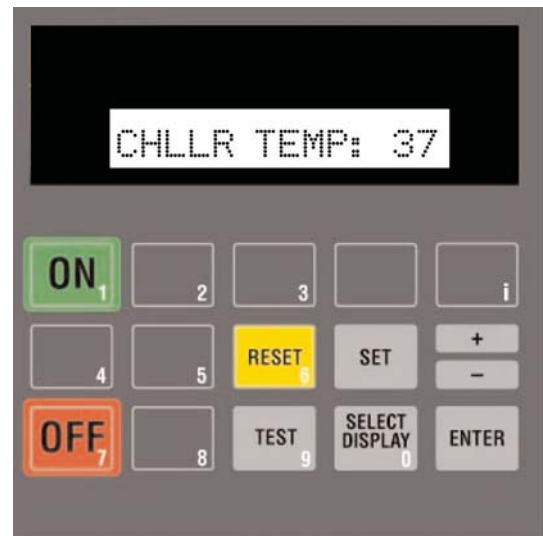 CHLLR TEMP: 37
ON 1
2
3
i
4
5
RESET 6
SET
+
-
OFF 7
8
TEST 9
SELECT DISPLAY 0
ENTER